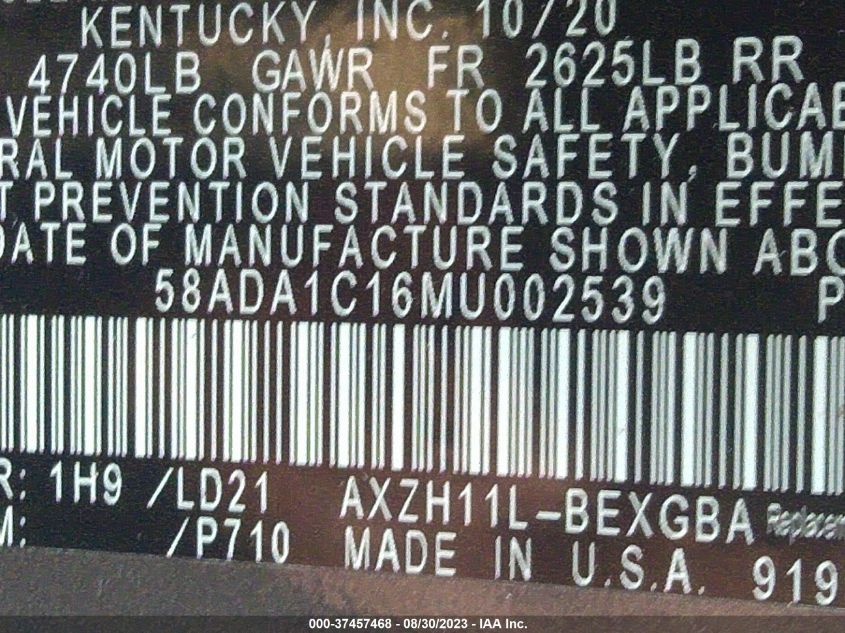 KENTUCKY, INC. 10/20
4740LB GAWR FR 2625LB RR
VEHICLE CONFORMS TO ALL APPLICAB
RAL MOTOR VEHICLE SAFETY, BUM
T PREVENTION STANDARDS IN EFFE
DATE OF MANUFACTURE SHOWN ABO
58ADA1C16MU002539 P
R: 1H9 /LD21 AXZH11L-BEXGBA Replacem
M: /P710 MADE IN U.S.A. 919
000-37457468 - 08/30/2023 - IAA Inc.